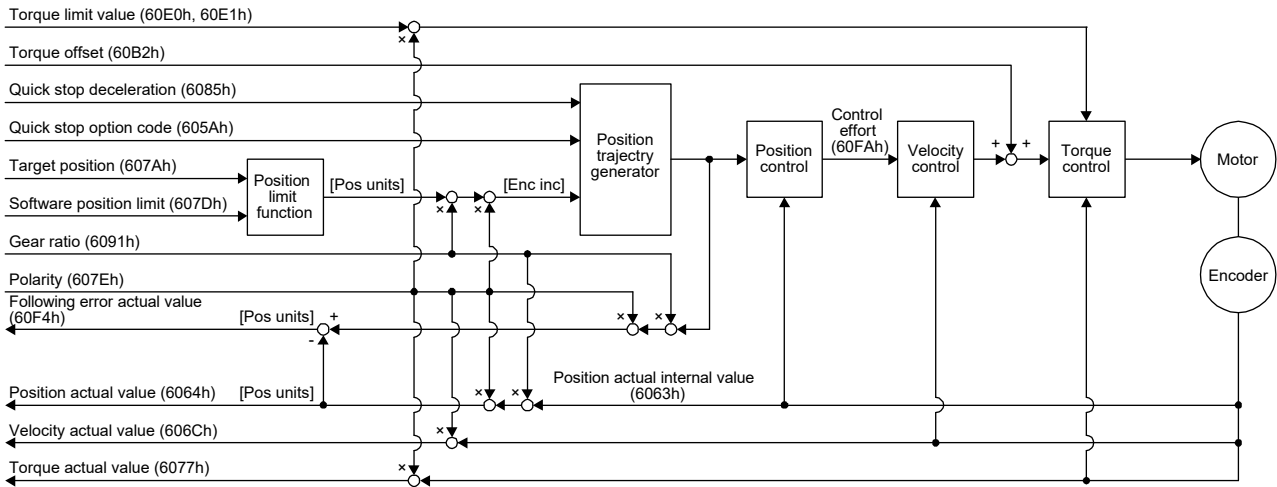 Torque limit value (60E0h, 60E1h)
×
Torque offset (60B2h)
Quick stop deceleration (6085h)
Quick stop option code (605Ah)
Target position (607Ah)
Software position limit (607Dh)
Position
limit
function
[Pos units]
×
×
[Enc inc]
Position
trajectry
generator
Position
control
Control
effort
(60FAh)
Velocity
control
+
+
Torque
control
Motor
Encoder
Gear ratio (6091h)
Polarity (607Eh)
Following error actual value
(60F4h)
[Pos units]
+
-
×
×
Position actual value (6064h)
[Pos units]
×
×
Position actual internal value
(6063h)
Velocity actual value (606Ch)
×
Torque actual value (6077h)
×